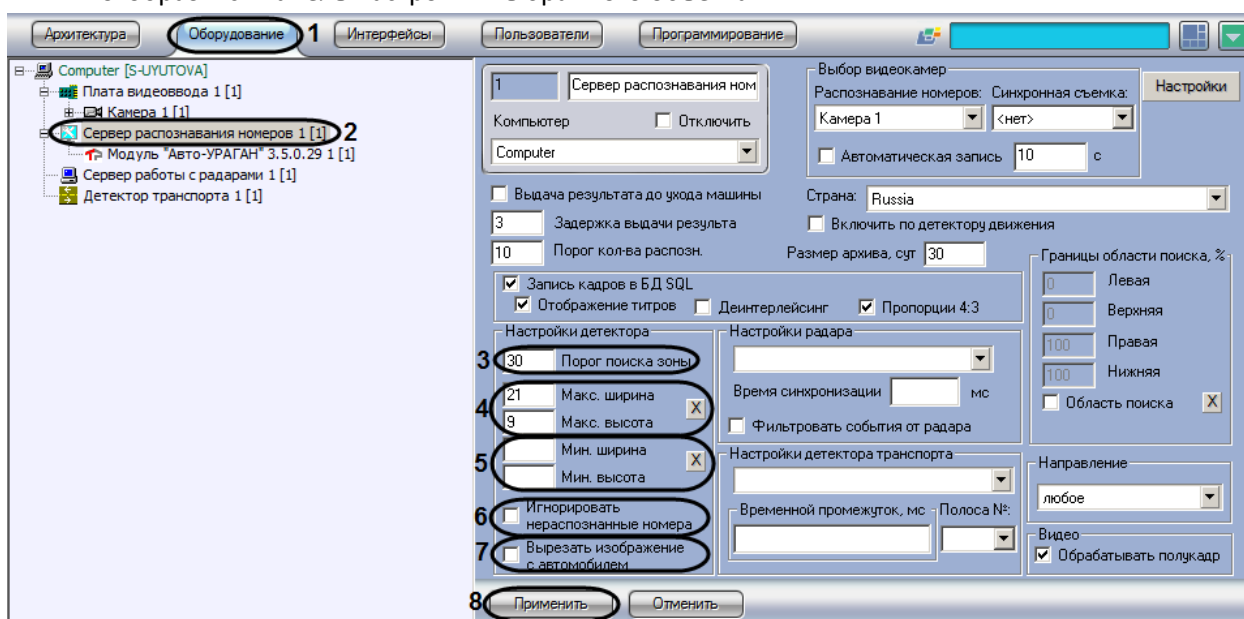 Архитектура
Оборудование
1
Интерфейсы
Пользователи
Программирование
Computer [S-UYUTOVA]
Плата видеоввода 1 [1]
Камера 1 [1]
Сервер распознавания номеров 1 [1]
2
Модуль "Авто-УРАГАН" 3.5.0.29 1 [1]
Сервер работы с радарами 1 [1]
Детектор транспорта 1 [1]
1
Сервер распознавания ном
Компьютер
Отключить
Computer
Выбор видеокамер
Распознавание номеров:
Синхронная съемка:
Камера 1
<нет>
Автоматическая запись
10
с
Настройки
Выдача результата до ухода машины
Страна:
Russia
3
Задержка выдачи результа
Включить по детектору движения
10
Порог кол-ва распозн.
Размер архива, сут
30
Запись кадров в БД SQL
Отображение титров
Деинтерлейсинг
Пропорции 4:3
Границы области поиска, %
0
Левая
0
Верхняя
100
Правая
100
Нижняя
Область поиска
X
Настройки детектора
3
30
Порог поиска зоны
4
21
Макс. ширина
9
Макс. высота
X
5
Мин. ширина
Мин. высота
X
6
Игнорировать
нераспознанные номера
7
Вырезать изображение
с автомобилем
Настройки радара
Время синхронизации
мс
Фильтровать события от радара
Настройки детектора транспорта
Временной промежуток, мс
Полоса №:
Направление
любое
Видео
Обрабатывать полукадр
8
Применить
Отменить